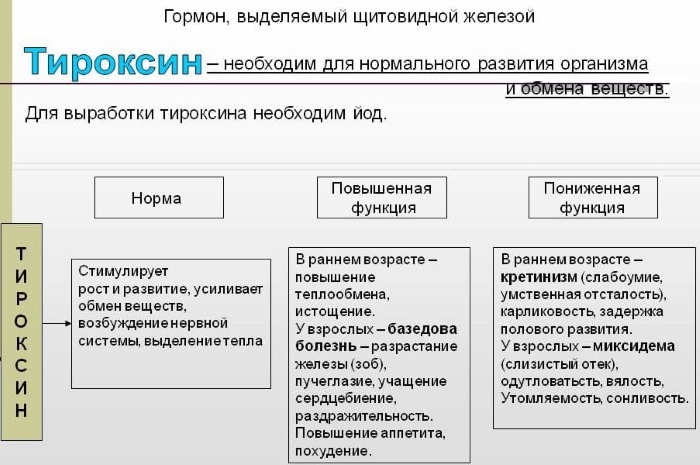 Гормон, выделяемый щитовидной железой
Тироксин – необходим для нормального развития организма
и обмена веществ.
Для выработки тироксина необходим йод.
Норма
Повышенная
функция
Пониженная
функция
ТИРОКСИН
Стимулирует
рост и развитие, усиливает
обмен веществ,
возбуждение нервной
системы, выделение тепла
В раннем возрасте –
повышение
теплообмена,
истощение.
У взрослых – базедова
болезнь – разрастание
железы (зоб),
пучеглазие, учащение
сердцебиение,
раздражительность.
Повышение аппетита,
похудение.
В раннем возрасте –
кретинизм (слабоумие,
умственная отсталость),
карликовость, задержка
полового развития.
У взрослых – миксидема
(слизистый отек),
одутловатьсть, вялость,
Утомляемость, сонливость.